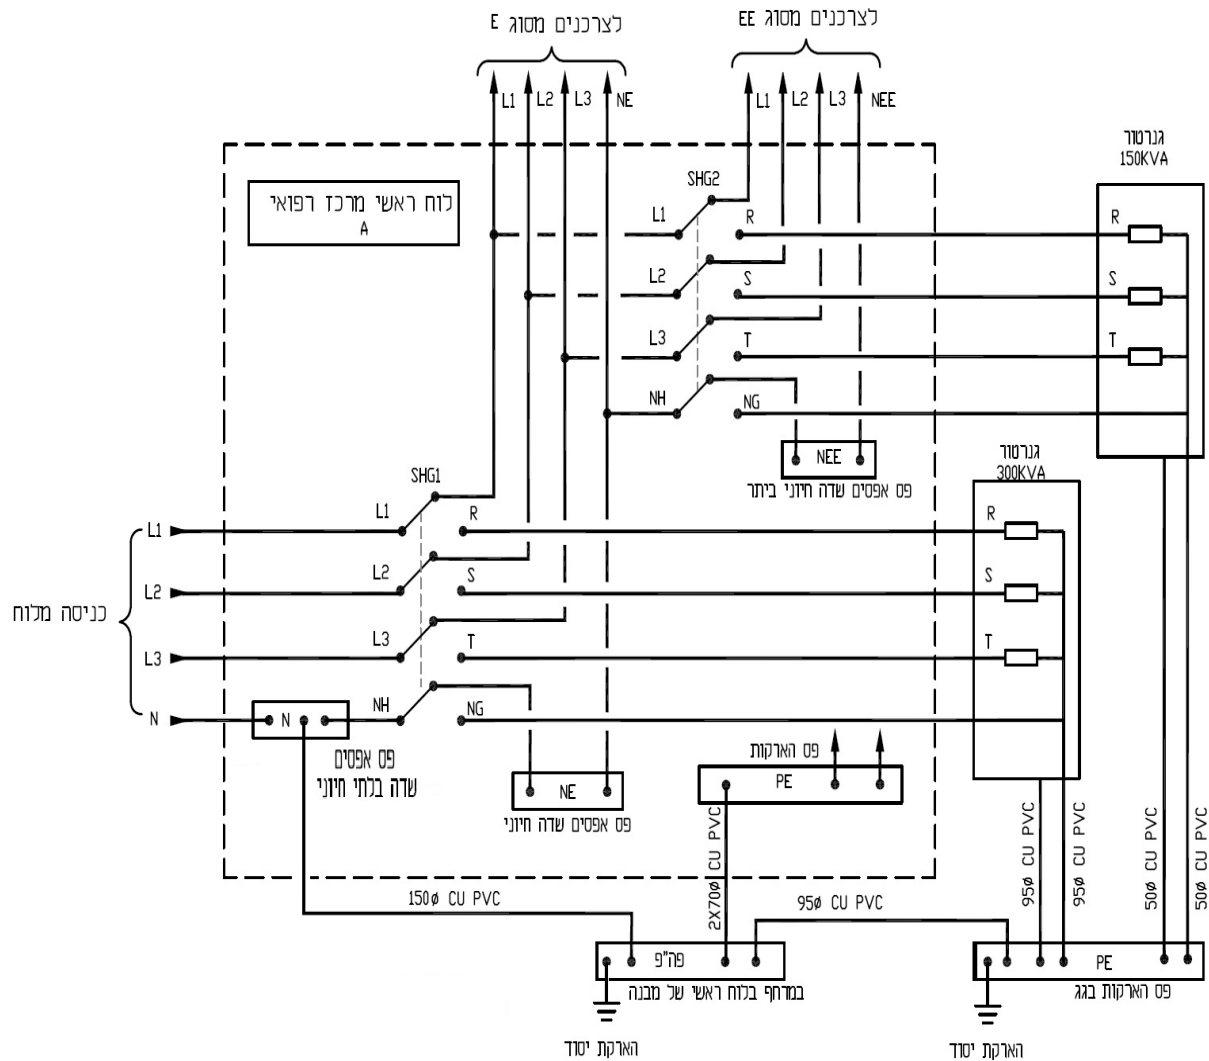 לצרכנים מסוג E
לצרכנים מסוג EE
L1 L2 L3 NE
L1 L2 L3 NEE
גנרטור
150KVA
לוח ראשי מרכז רפואי
A
SHG2
L1 R R
L2 S S
L3 T T
NH NG
NEE
פס אפסים שדה חיוני ביתר
גנרטור
300KVA
SHG1
L1 L1 R R
L2 L2 S S
כניסה מלוח
L3 L3 T T
N N NH NG
פס אפסים
שדה בלתי חיוני
NE
פס אפסים שדה חיוני
פס הארקות
PE
2X70ø CU PVC
95ø CU PVC
95ø CU PVC
50ø CU PVC
50ø CU PVC
150ø CU PVC
95ø CU PVC
פה"פ
במרתף בלוח ראשי של מבנה
הארקת יסוד
PE
פס הארקות בגג
הארקת יסוד